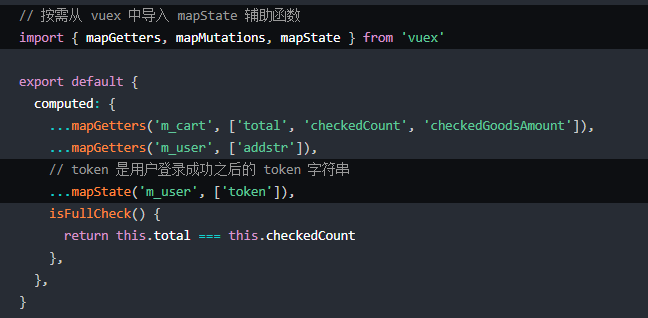 // 按需从 vuex 中导入 mapState 辅助函数
import { mapGetters, mapMutations, mapState } from 'vuex'
export default {
  computed: {
    ...mapGetters('m_cart', ['total', 'checkedCount', 'checkedGoodsAmount']),
    ...mapGetters('m_user', ['addstr']),
    // token 是用户登录成功之后的 token 字符串
    ...mapState('m_user', ['token']),
    isFullCheck() {
      return this.total === this.checkedCount
    },
  },
}